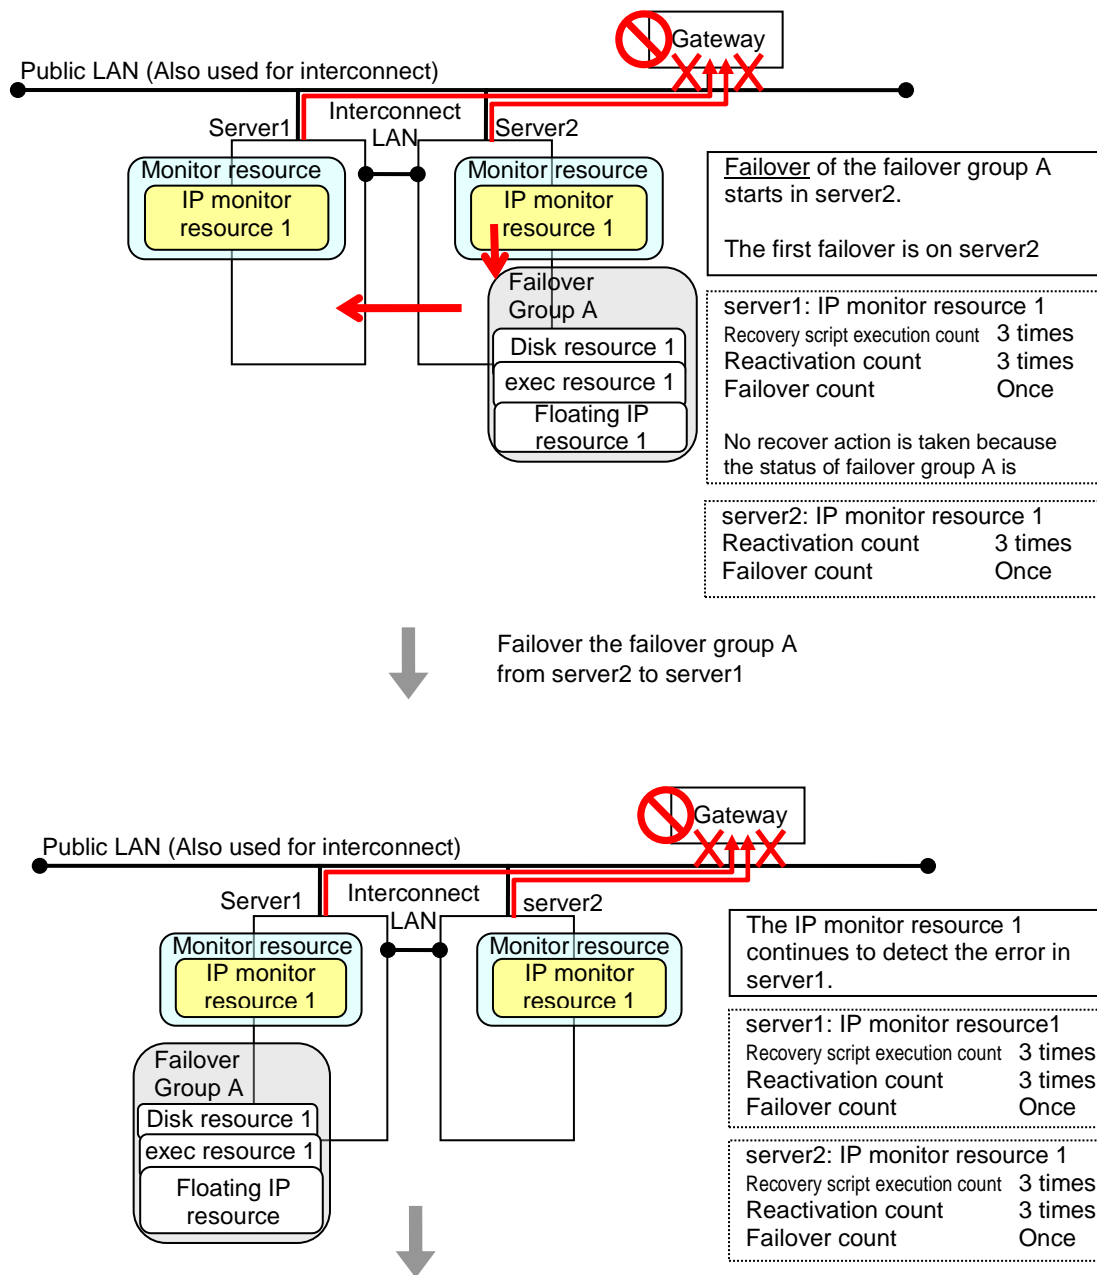 Gateway
Public LAN (Also used for interconnect)
Interconnect
LAN
Server1
Server2
Monitor resource
IP monitor
resource 1
Monitor resource
IP monitor
resource 1
Failover
Group A
Disk resource 1
exec resource 1
Floating IP
resource 1
Failover of the failover group A
starts in server2.
The first failover is on server2
server1: IP monitor resource 1
Recovery script execution count 3 times
Reactivation count 3 times
Failover count Once
No recover action is taken because
the status of failover group A is
server2: IP monitor resource 1
Reactivation count 3 times
Failover count Once
Failover the failover group A
from server2 to server1
Gateway
Public LAN (Also used for interconnect)
Interconnect
LAN
Server1
server2
Monitor resource
IP monitor
resource 1
Monitor resource
IP monitor
resource 1
Failover
Group A
Disk resource 1
exec resource 1
Floating IP
resource
The IP monitor resource 1
continues to detect the error in
server1.
server1: IP monitor resource1
Recovery script execution count 3 times
Reactivation count 3 times
Failover count Once
server2: IP monitor resource 1
Recovery script execution count 3 times
Reactivation count 3 times
Failover count Once